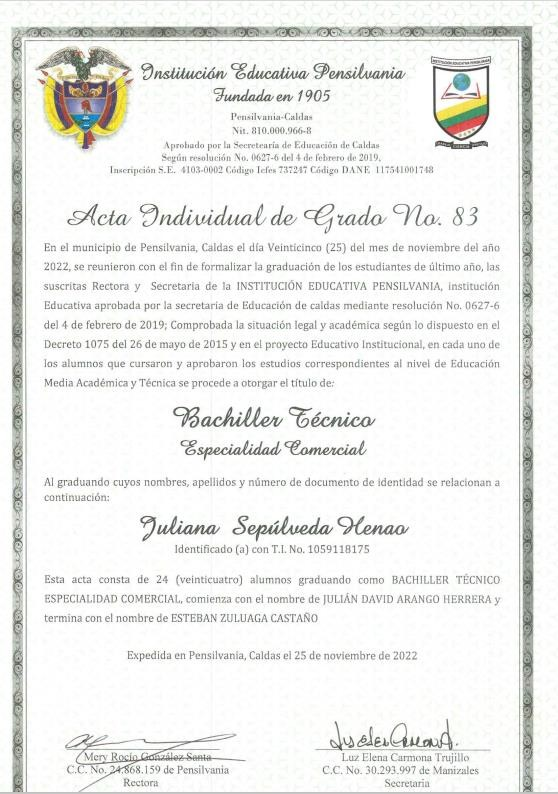 Institución Educativa Pensilvania
Fundada en 1905
Pensilvania-Caldas
Nit. 810.000.966-8
Aprobado por la Secretearía de Educación de Caldas
Según resolución No. 0627-6 del 4 de febrero de 2019,
Inscripción S.E. 4103-0002 Código Icfes 737247 Código DANE 117541001748
INSTITUCIÓN EDUCATIVA PENSILVANIA
Acta Individual de Grado No. 83
En el municipio de Pensilvania, Caldas el día Veinticinco (25) del mes de noviembre del año
2022, se reunieron con el fin de formalizar la graduación de los estudiantes de último año, las
suscritas Rectora y Secretaria de la INSTITUCIÓN EDUCATIVA PENSILVANIA, institución
Educativa aprobada por la secretaria de Educación de caldas mediante resolución No. 0627-6
del 4 de febrero de 2019; Comprobada la situación legal y académica según lo dispuesto en el
Decreto 1075 del 26 de mayo de 2015 y en el proyecto Educativo Institucional, en cada uno de
los alumnos que cursaron y aprobaron los estudios correspondientes al nivel de Educación
Media Académica y Técnica se procede a otorgar el título de:
Bachiller Técnico
Especialidad Comercial
Al graduando cuyos nombres, apellidos y número de documento de identidad se relacionan a
continuación:
Juliana Sepúlveda Henao
Identificado (a) con T.I. No. 1059118175
Esta acta consta de 24 (veinticuatro) alumnos graduando como BACHILLER TÉCNICO
ESPECIALIDAD COMERCIAL, comienza con el nombre de JULIÁN DAVID ARANGO HERRERA y
termina con el nombre de ESTEBAN ZULUAGA CASTAÑO
Expedida en Pensilvania, Caldas el 25 de noviembre de 2022
Mery Rocío González Santa
C.C. No. 24.868.159 de Pensilvania
Rectora
Luz Elena Carmona Trujillo
C.C. No. 30.293.997 de Manizales
Secretaria